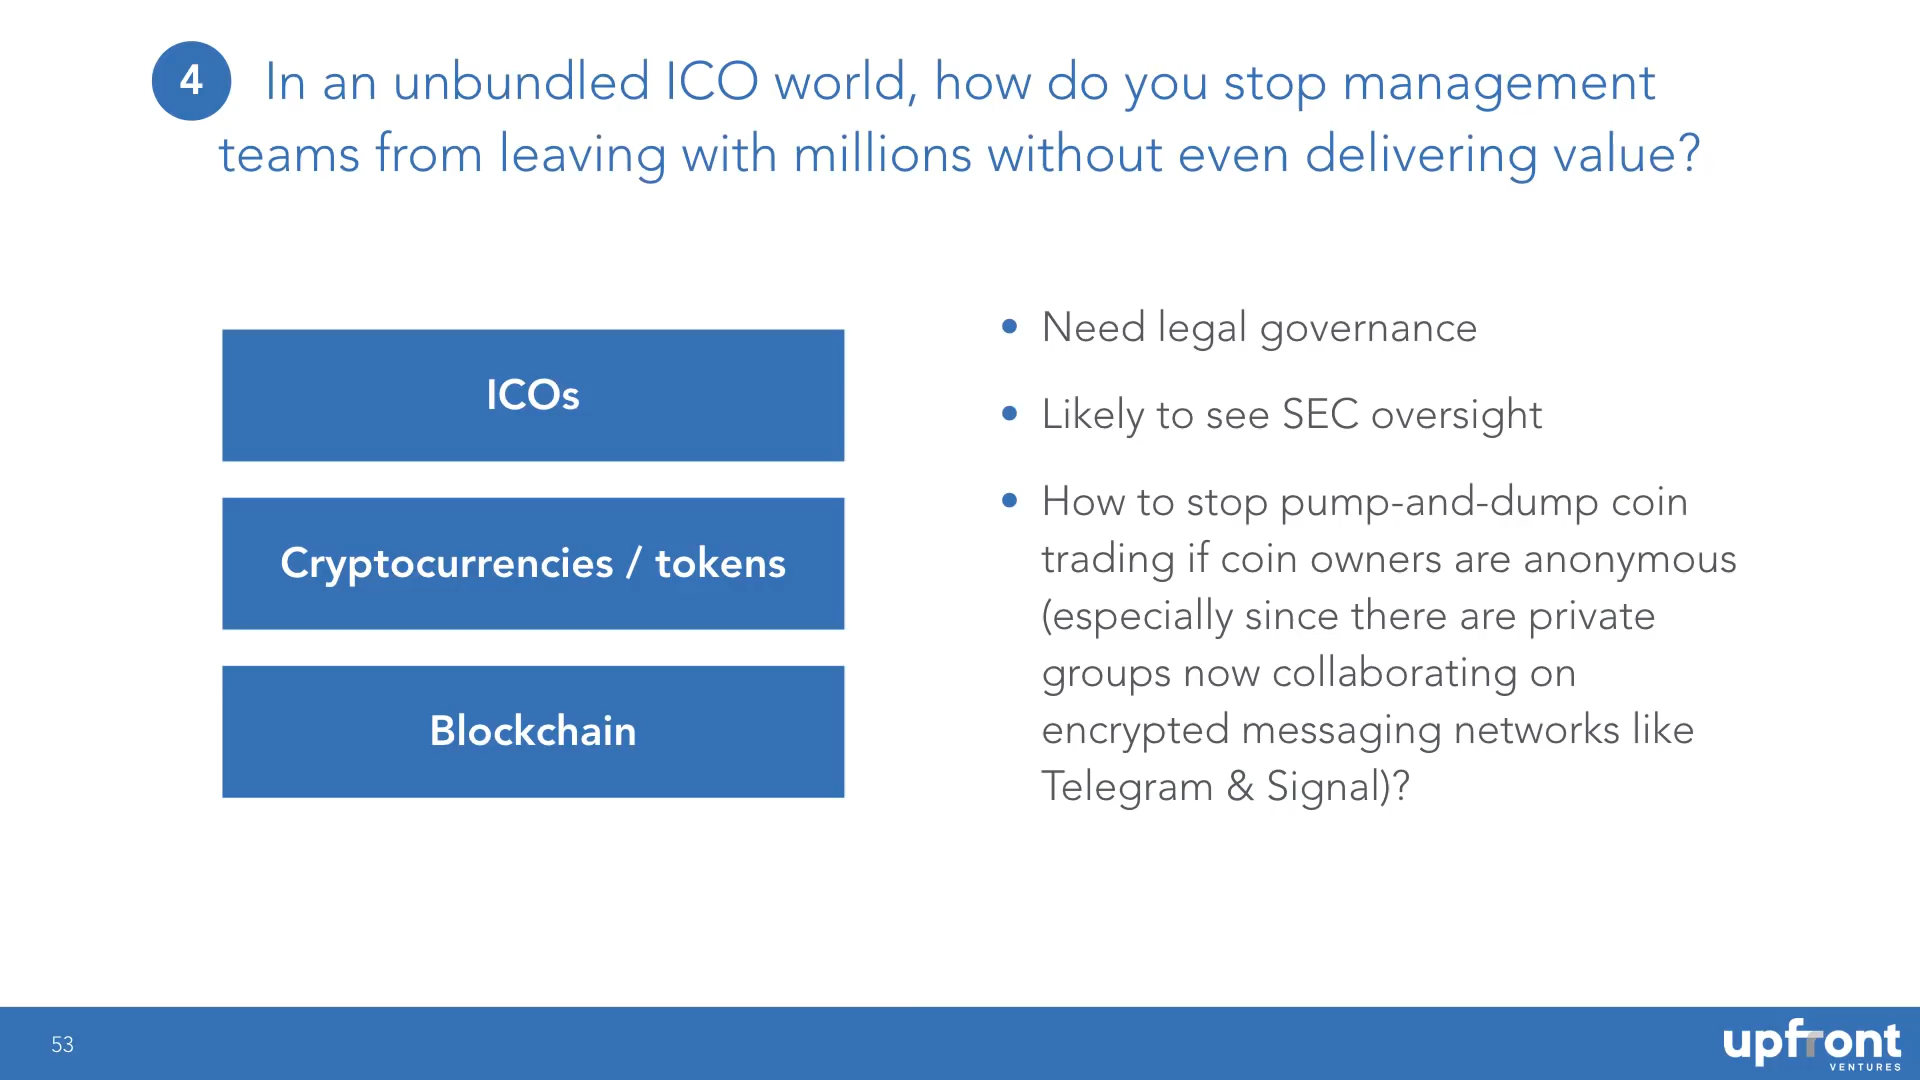 4
In an unbundled ICO world, how do you stop management
teams from leaving with millions without even delivering value?
ICOs
Cryptocurrencies / tokens
Blockchain
• Need legal governance
• Likely to see SEC oversight
• How to stop pump-and-dump coin
trading if coin owners are anonymous
(especially since there are private
groups now collaborating on
encrypted messaging networks like
Telegram & Signal)?
53
upfront
VENTURES